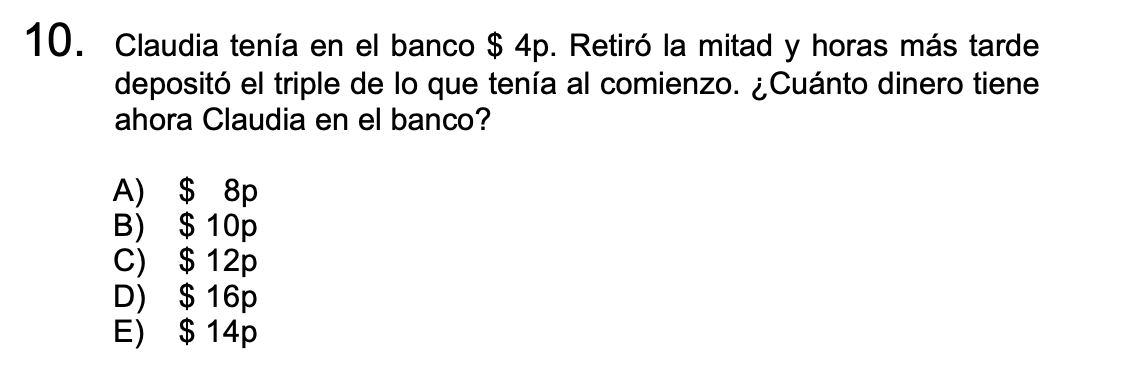 10. Claudia tenía en el banco $ 4p. Retiró la mitad y horas más tarde
depositó el triple de lo que tenía al comienzo. ¿Cuánto dinero tiene
ahora Claudia en el banco?
A) $ 8p
B) $ 10p
C) $ 12p
D) $ 16p
E) $ 14p